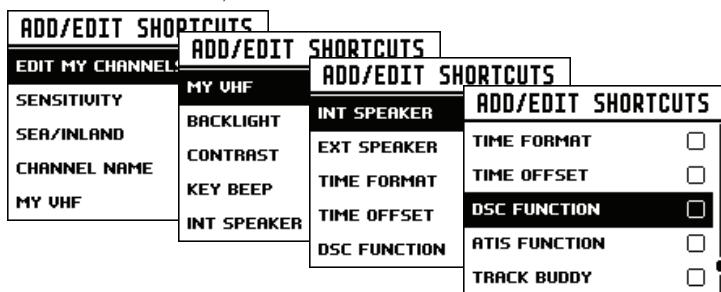 ADD/EDIT SHORTCUTS
EDIT MY CHANNELS
SENSITIVITY
SEA/INLAND
CHANNEL NAME
MY VHF
ADD/EDIT SHORTCUTS
MY VHF
BACKLIGHT
CONTRAST
KEY BEEP
INT SPEAKER
ADD/EDIT SHORTCUTS
INT SPEAKER
EXT SPEAKER
TIME FORMAT
TIME OFFSET
DSC FUNCTION
ADD/EDIT SHORTCUTS
TIME FORMAT
TIME OFFSET
DSC FUNCTION
ATIS FUNCTION
TRACK BUDDY